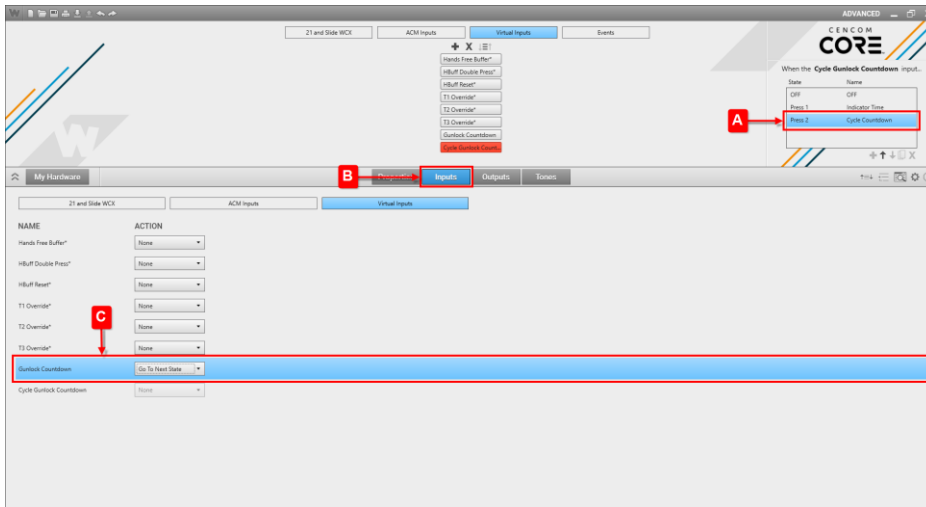 W
ADVANCED
21 and Slide WCX ACM Inputs Virtual Inputs Events
CENCOM
CORE
Hands Free Buffer*
HBuff Double Press*
HBuff Reset*
T1 Override*
T2 Override*
T3 Override*
Gunlock Countdown
Cycle Gunlock Coun...
When the Cycle Gunlock Countdown input...
State Name
OFF OFF
Press 1 Indicator Time
A
Press 2 Cycle Countdown
My Hardware
B
Inputs Outputs Tones
21 and Slide WCX ACM Inputs Virtual Inputs
NAME ACTION
Hands Free Buffer* None
HBuff Double Press* None
HBuff Reset* None
T1 Override* None
C
T2 Override* None
T3 Override* None
Gunlock Countdown Go To Next State
Cycle Gunlock Countdown None